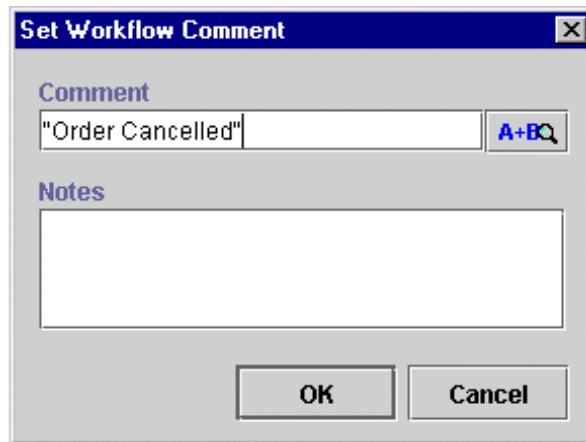 Set Workflow Comment
Comment
"Order Cancelled"
A+B
Notes
OK
Cancel